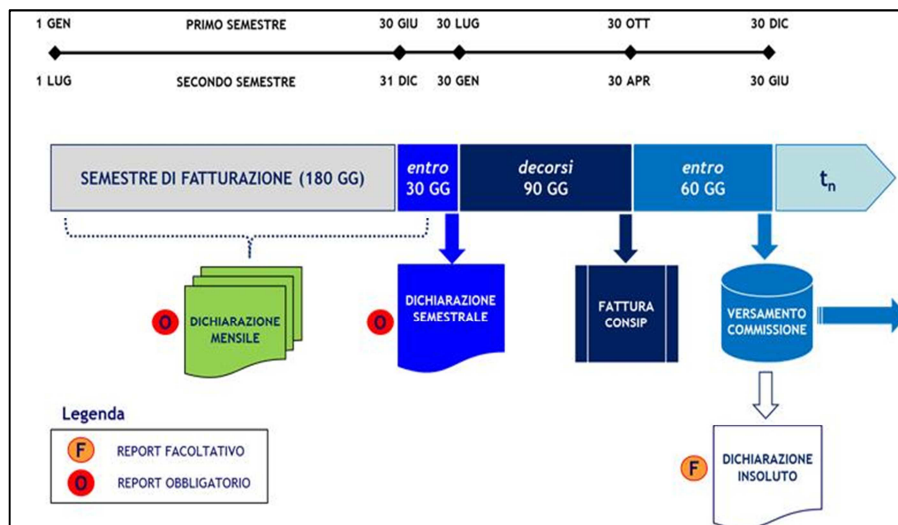 1 GEN
PRIMO SEMESTRE
30 GIU
30 LUG
30 OTT
30 DIC
1 LUG
SECONDO SEMESTRE
31 DIC
30 GEN
30 APR
30 GIU
SEMESTRE DI FATTURAZIONE (180 GG)
entro
30 GG
decorsi
90 GG
entro
60 GG
tn
O
DICHIARAZIONE
MENSILE
O
DICHIARAZIONE
SEMESTRALE
FATTURA
CONSIP
VERSAMENTO
COMMISSIONE
Legenda
F
REPORT FACOLTATIVO
O
REPORT OBBLIGATORIO
F
DICHIARAZIONE
INSOLUTO